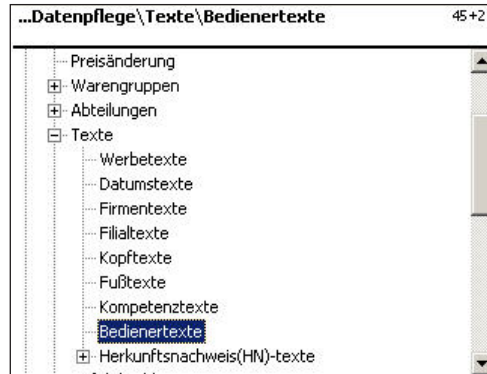 ...Datenpflege\Texte\Bedienertexte 45+2
Preisänderung
Warengruppen
Abteilungen
Texte
Werbetexte
Datumstexte
Firmentexte
Filialtexte
Kopftexte
Fußtexte
Kompetenztexte
Bedienertexte
Herkunftsnachweis(HN)-texte